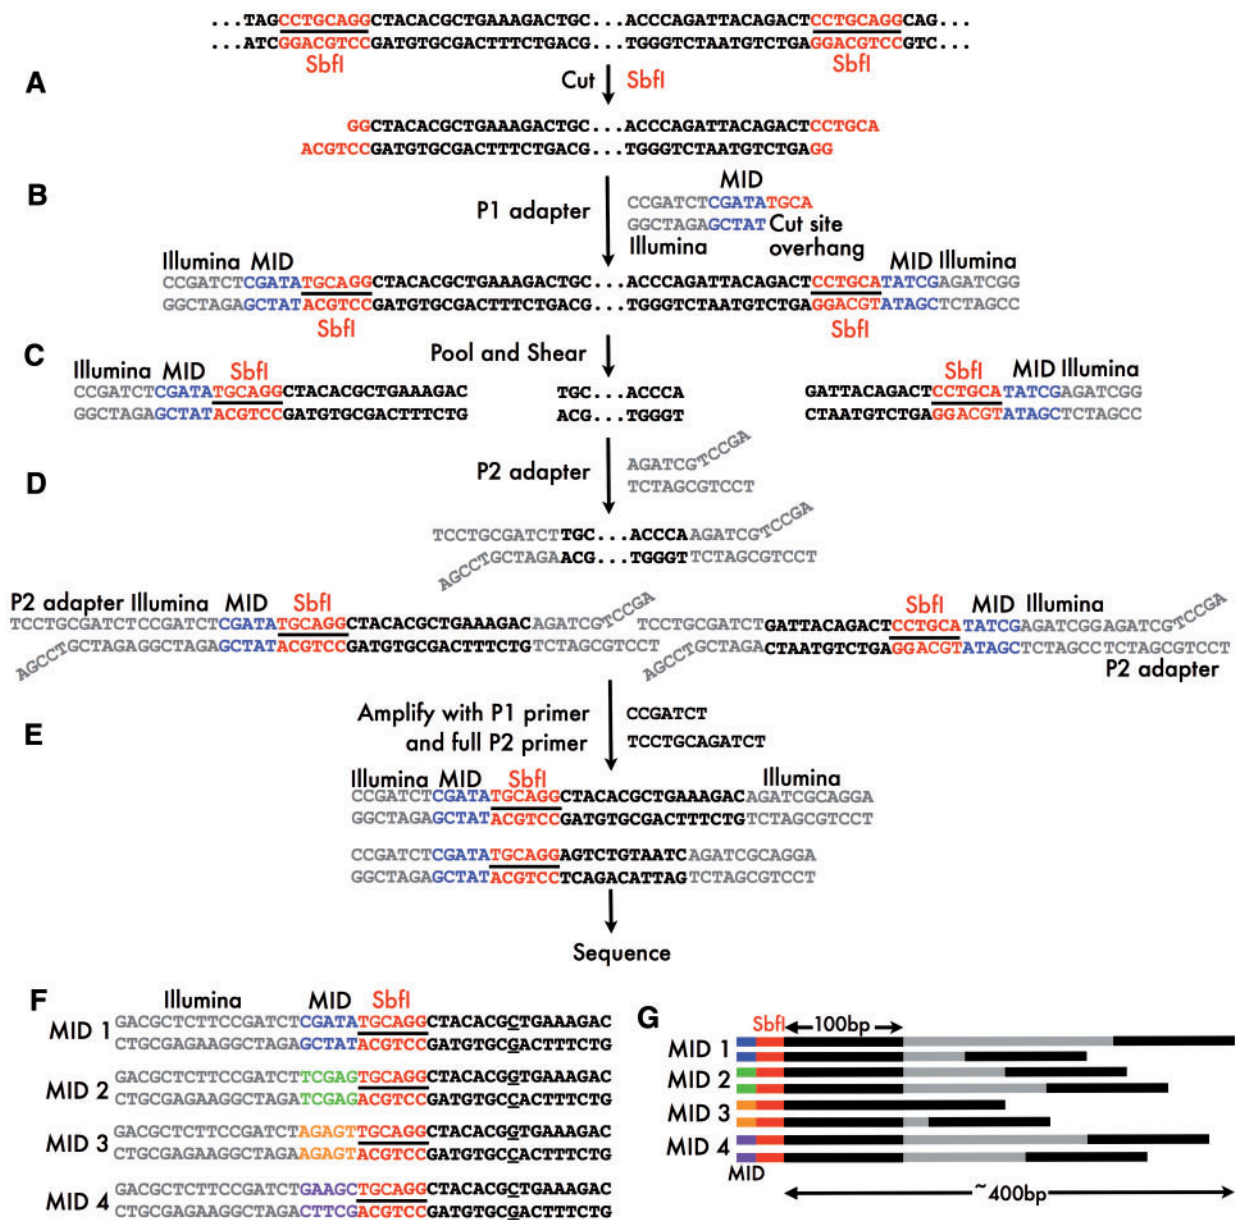 ...TAGCCTGCAGGCTACACGCTGAAAGACTGC...ACCCAGATTACAGACTCCTGCAGGCAG...
...ATCGGACGTCCGATGTGCGACTTTCTGACG...TGGGTCTAATGTCTGAGGACGTCCGTC...
SbfI SbfI
A Cut SbfI
GGCTACACGCTGAAAGACTGC...ACCCAGATTACAGACTCCTGCA
ACGTCCGATGTGCGACTTTCTGACG...TGGGTCTAATGTCTGAGG
B P1 adapter MID
CCGATCTCGATATGCA
GGCTAGAGCTAT Cut site
Illumina overhang
Illumina MID MID Illumina
CCGATCTCGATATGCAGGCTACACGCTGAAAGACTGC...ACCCAGATTACAGACTCCTGCATATCGAGATCGG
GGCTAGAGCTATACGTCCGATGTGCGACTTTCTGACG...TGGGTCTAATGTCTGAGGACGTATAGCTCTAGCC
SbfI SbfI
C Pool and Shear
Illumina MID SbfI SbfI MID Illumina
CCGATCTCGATATGCAGGCTACACGCTGAAAGAC TGC...ACCCA GATTACAGACTCCTGCATATCGAGATCGG
GGCTAGAGCTATACGTCCGATGTGCGACTTTCTG ACG...TGGGT CTAATGTCTGAGGACGTATAGCTCTAGCC
D P2 adapter AGATCGTCCGA
TCTAGCGTCCT
TCCTGCGATCTTGC...ACCCAAGATCGTCCGA
AGCCTGCTAGAACG...TGGGTTCTAGCGTCCT
P2 adapter Illumina MID SbfI SbfI MID Illumina
TCCTGCGATCTCCGATCTCGATATGCAGGCTACACGCTGAAAGACAGATCGTCCGA TCCTGCGATCTGATTACAGACTCCTGCATATCGAGATCGGAGATCGTCCGA
AGCCTGCTAGAGGCTAGAGCTATACGTCCGATGTGCGACTTTCTGTCTAGCGTCCT AGCCTGCTAGACTAATGTCTGAGGACGTATAGCTCTAGCCTCTAGCGTCCT
P2 adapter
E Amplify with P1 primer CCGATCT
and full P2 primer TCCTGCAGATCT
Illumina MID SbfI Illumina
CCGATCTCGATATGCAGGCTACACGCTGAAAGACAGATCGCAGGA
GGCTAGAGCTATACGTCCGATGTGCGACTTTCTGTCTAGCGTCCT
CCGATCTCGATATGCAGGAGTCTGTAATCAGATCGCAGGA
GGCTAGAGCTATACGTCCTCAGACATTAGTCTAGCGTCCT
Sequence
F Illumina MID SbfI
MID 1 GACGCTCTTCCGATCTCGATATGCAGGCTACACGCTGAAAGAC
CTGCGAGAAGGCTAGAGCTATACGTCCGATGTGCGACTTTCTG
MID 2 GACGCTCTTCCGATCTTCGAGTGCAGGCTACACGGTGAAAGAC
CTGCGAGAAGGCTAGATCGAGACGTCCGATGTGCCACTTTCTG
MID 3 GACGCTCTTCCGATCTAGAGTTGCAGGCTACACGGTGAAAGAC
CTGCGAGAAGGCTAGAAGAGTACGTCCGATGTGCCACTTTCTG
MID 4 GACGCTCTTCCGATCTGAAGCTGCAGGCTACACGCTGAAAGAC
CTGCGAGAAGGCTAGACTTCGACGTCCGATGTGCGACTTTCTG
G SbfI 100bp
MID 1
MID 2
MID 3
MID 4
MID
~400bp